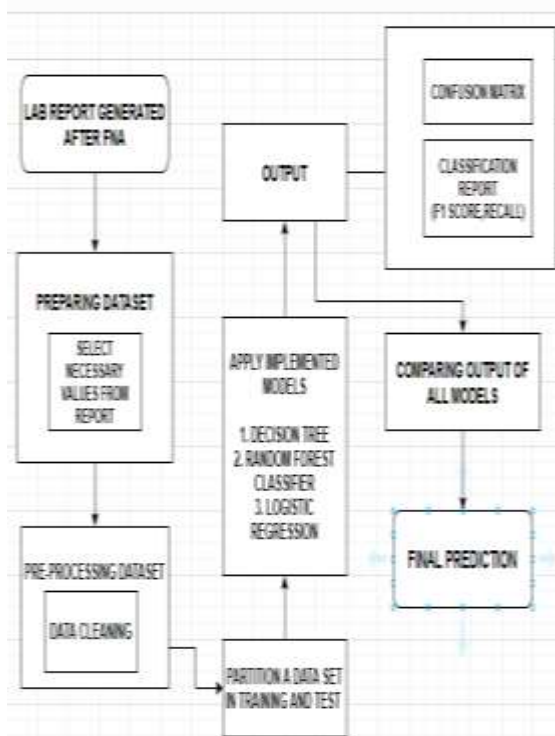 LAB REPORT GENERATED
AFTER FNA
PREPARING DATASET
SELECT
NECESSARY
VALUES FROM
REPORT
PRE-PROCESSING DATASET
DATA CLEANING
PARTITION A DATA SET
IN TRAINING AND TEST
APPLY IMPLEMENTED
MODELS
1. DECISION TREE
2. RANDOM FOREST
CLASSIFIER
3. LOGISTIC
REGRESSION
OUTPUT
CONFUSION MATRIX
CLASSIFICATION
REPORT
(F1 SCORE,RECALL)
COMPARING OUTPUT OF
ALL MODELS
FINAL PREDICTION